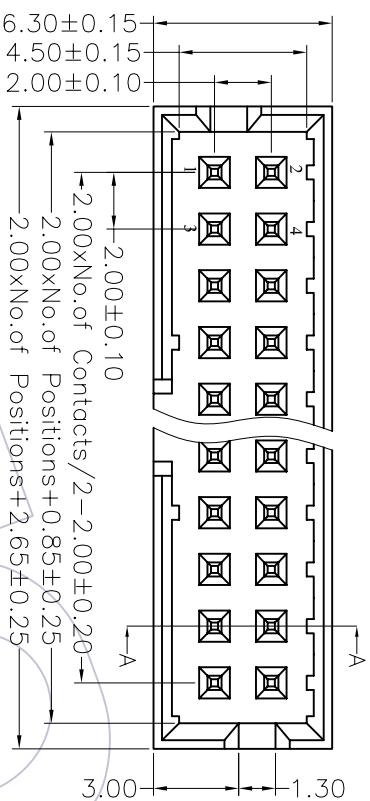 6.30±0.15
4.50±0.15
2.00±0.10
1
2
3
4
2.00±0.10
2.00xNo.of Contacts/2-2.00±0.20
2.00xNo.of Positions+0.85±0.25
2.00xNo.of Positions+2.65±0.25
A
A
3.00
1.30